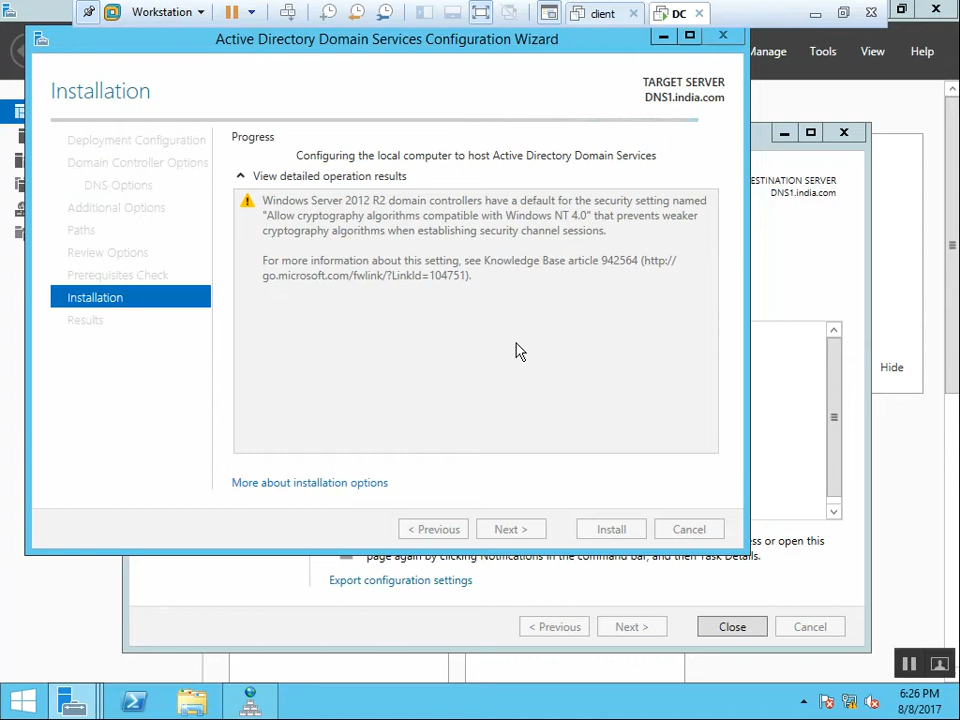 Workstation
client
DC
Active Directory Domain Services Configuration Wizard
Manage
Tools
View
Help
Installation
TARGET SERVER
DNS1.india.com
Deployment Configuration
Domain Controller Options
DNS Options
Additional Options
Paths
Review Options
Prerequisites Check
Installation
Results
Progress
Configuring the local computer to host Active Directory Domain Services
View detailed operation results
Windows Server 2012 R2 domain controllers have a default for the security setting named
"Allow cryptography algorithms compatible with Windows NT 4.0" that prevents weaker
cryptography algorithms when establishing security channel sessions.
For more information about this setting, see Knowledge Base article 942564 (http://
go.microsoft.com/fwlink/?LinkId=104751).
More about installation options
< Previous
Next >
Install
Cancel
ESTINATION SERVER
DNS1.india.com
Hide
ess or open this
page again by clicking Notifications in the command bar, and then Task Details.
Export configuration settings
< Previous
Next >
Close
Cancel
6:26 PM
8/8/2017